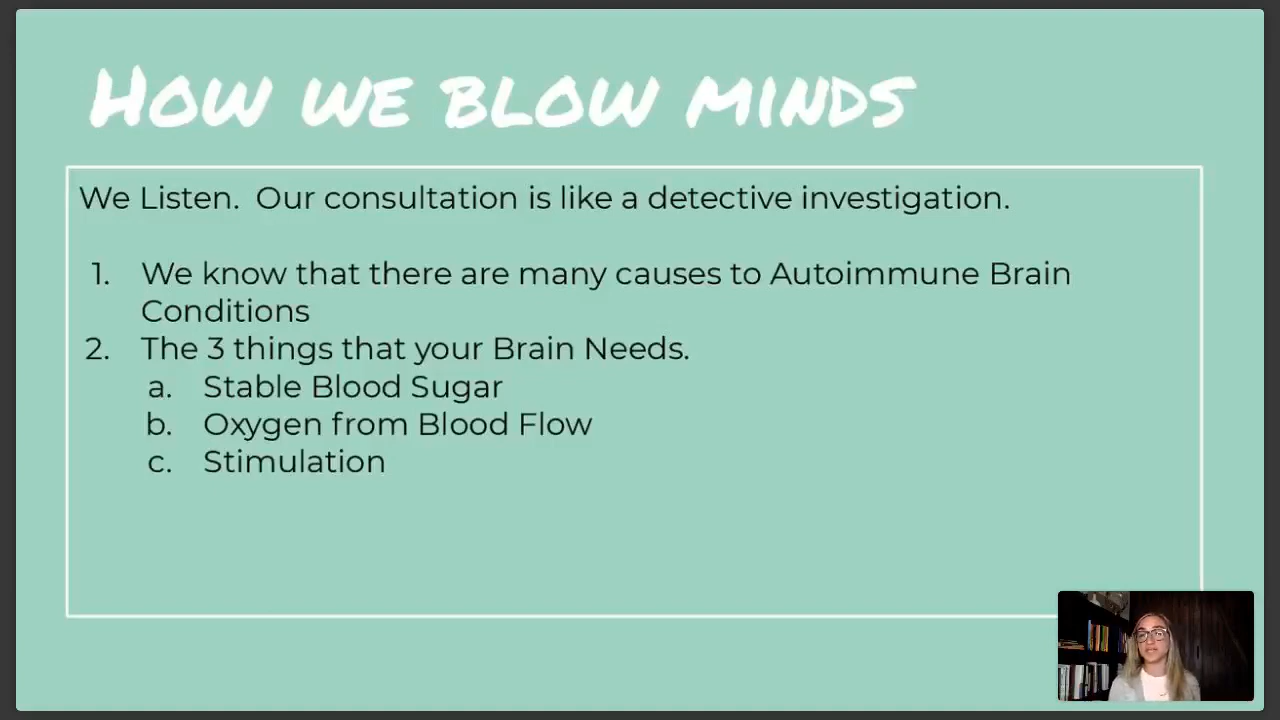 How we blow minds
We Listen.  Our consultation is like a detective investigation.
1. We know that there are many causes to Autoimmune Brain
Conditions
2. The 3 things that your Brain Needs.
a. Stable Blood Sugar
b. Oxygen from Blood Flow
c. Stimulation